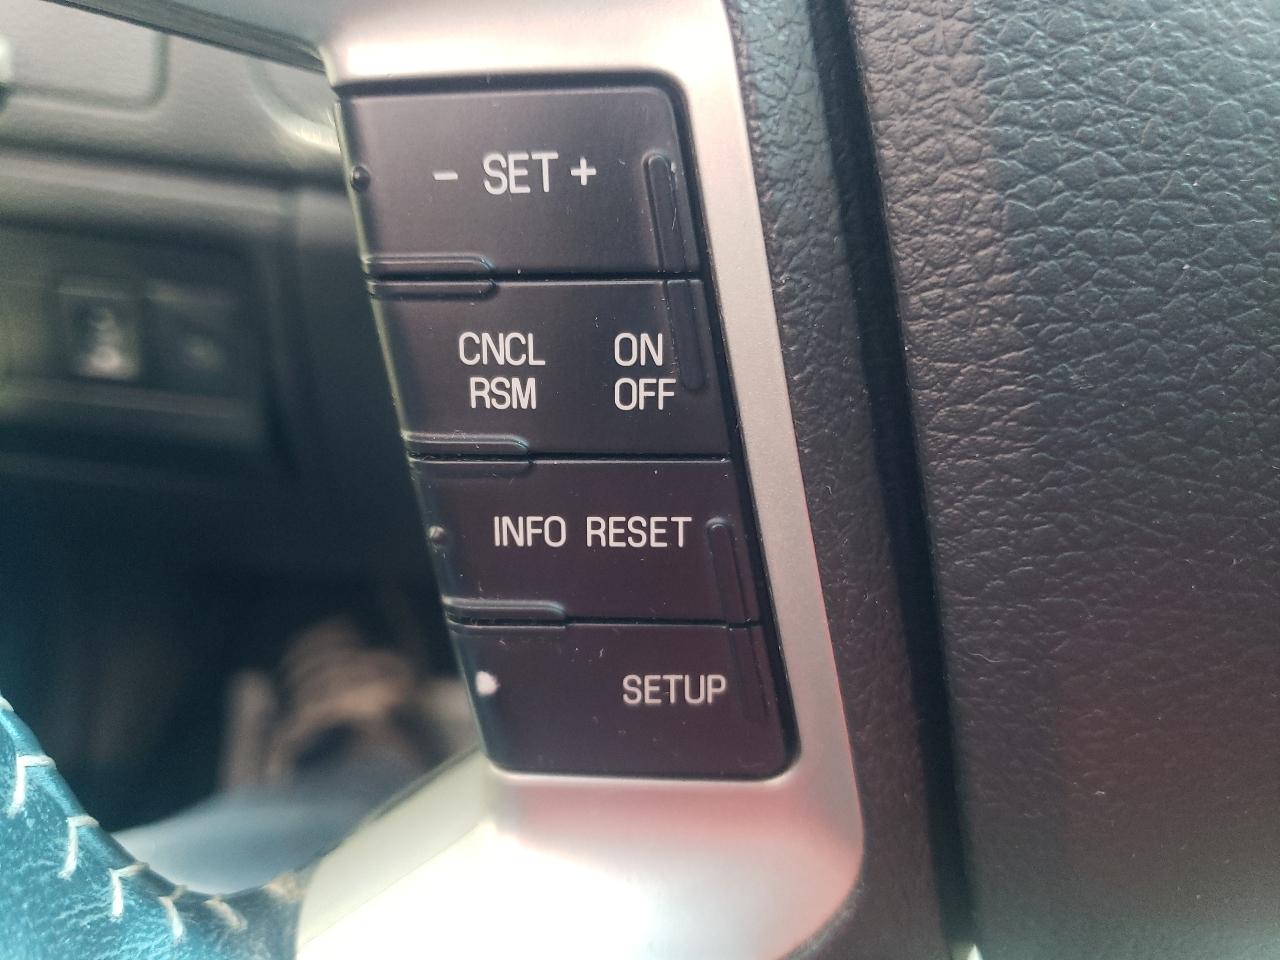 - SET +
CNCL ON
RSM OFF
INFO RESET
SETUP